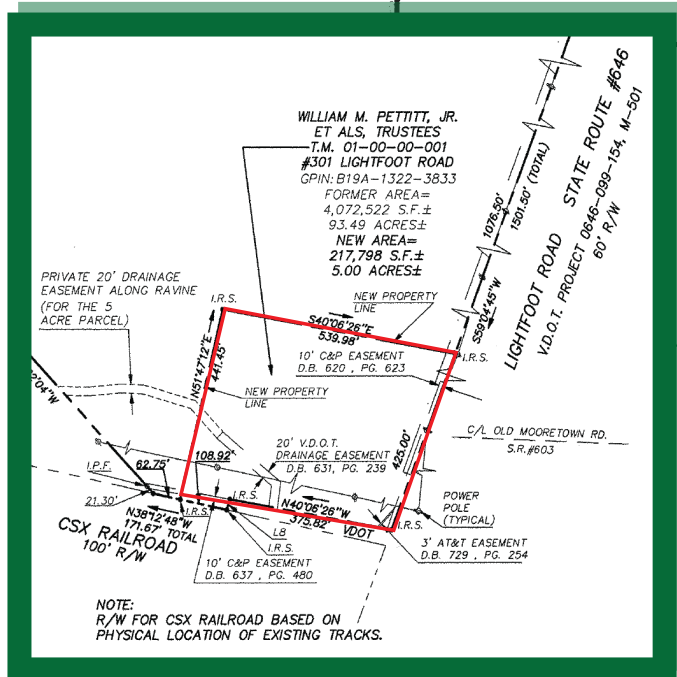 WILLIAM M. PETTITT, JR.
ET ALS, TRUSTEES
T.M. 01-00-00-001
#301 LIGHTFOOT ROAD
GPIN: B19A-1322-3833
FORMER AREA=
4,072,522 S.F.±
93.49 ACRES±
NEW AREA=
217,798 S.F.±
5.00 ACRES±
1076.50'
1501.50' (TOTAL)
S59°04'45"W
LIGHTFOOT ROAD STATE ROUTE #646
V.D.O.T. PROJECT 0646-099-154, M-501
60' R/W
PRIVATE 20' DRAINAGE
EASEMENT ALONG RAVINE
(FOR THE 5
ACRE PARCEL)
I.R.S.
NEW PROPERTY
LINE
S40°06'26"E
539.98'
I.R.S.
10' C&P EASEMENT
D.B. 620 , PG. 623
N51°47'12"E
441.45'
NEW PROPERTY
LINE
2'04"W
C/L OLD MOORETOWN RD.
S.R.#603
425.00'
20' V.D.O.T.
DRAINAGE EASEMENT
D.B. 631, PG. 239
108.92'
I.P.F.
62.75'
21.30'
I.R.S.
I.R.S.
N40°06'26"W
375.82'
VDOT
I.R.S.
POWER
POLE
(TYPICAL)
N38°12'48"W
171.67' TOTAL
CSX RAILROAD
100' R/W
L8
I.R.S.
10' C&P EASEMENT
D.B. 637 , PG. 480
3' AT&T EASEMENT
D.B. 729 , PG. 254
NOTE:
R/W FOR CSX RAILROAD BASED ON
PHYSICAL LOCATION OF EXISTING TRACKS.